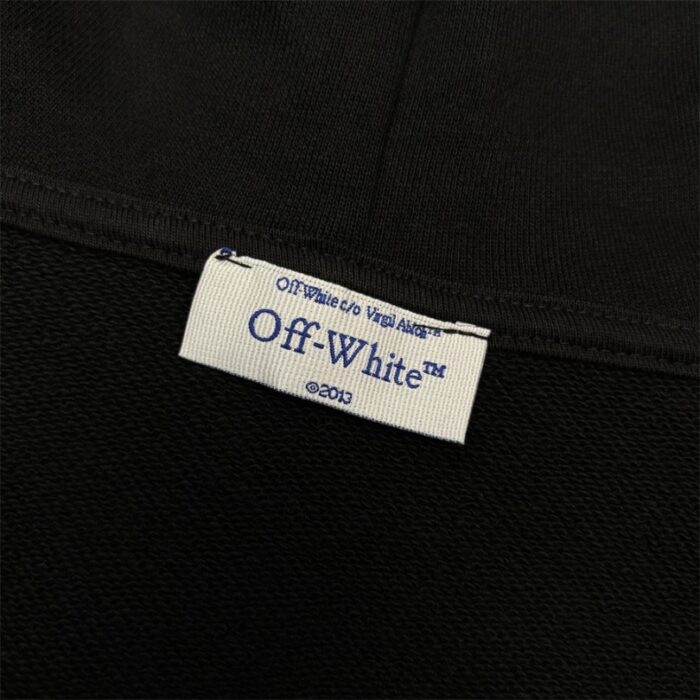 Off-White c/o Virgil Abloh™
Off-White™
©2013